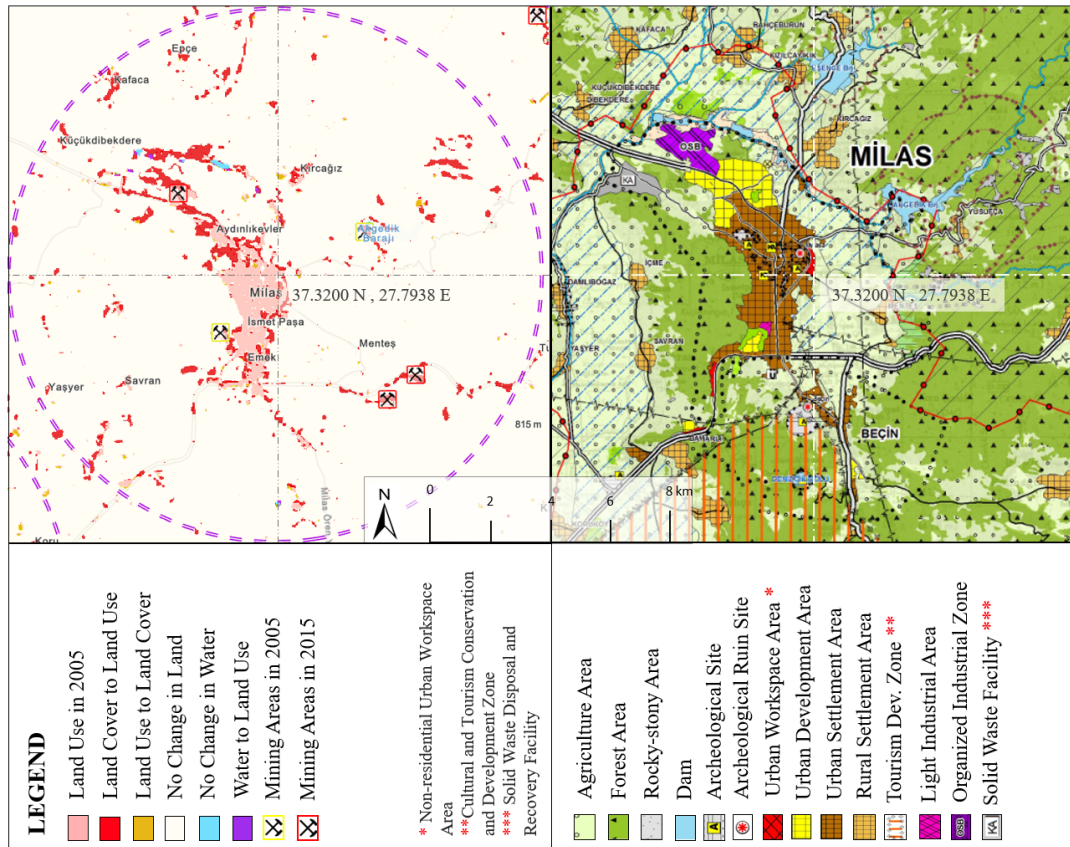 Epçe
Kafaca
Küçükdibekdere
Kırcağız
Aydınlıkevler
Akgedik
Barajı
Milas
37.3200 N , 27.7938 E
İsmet Paşa
Menteş
Emek
Yaşyer
Savran
815 m
Milas Ören
Koru
N
0
2
4
6
8 km
KAFACA
BAHÇEBURUN
KIZILCAYIKIK
KÜÇÜKDIBEKDERE
DİBEKDERE
KIRCAĞIZ
OSB
MİLAS
KA
YUSUFÇA
İÇME
DAMLIBOĞAZ
37.3200 N , 27.7938 E
YAŞYER
SAVRAN
BEÇİN
LEGEND
Land Use in 2005
Land Cover to Land Use
Land Use to Land Cover
No Change in Land
No Change in Water
Water to Land Use
Mining Areas in 2005
Mining Areas in 2015
* Non-residential Urban Workspace
Area
**Cultural and Tourism Conservation
and Development Zone
*** Solid Waste Disposal and
Recovery Facility
Agriculture Area
Forest Area
Rocky-stony Area
Dam
A Archeological Site
Archeological Ruin Site
Urban Workspace Area *
Urban Development Area
Urban Settlement Area
Rural Settlement Area
Tourism Dev. Zone **
Light Industrial Area
OSB Organized Industrial Zone
KA Solid Waste Facility ***